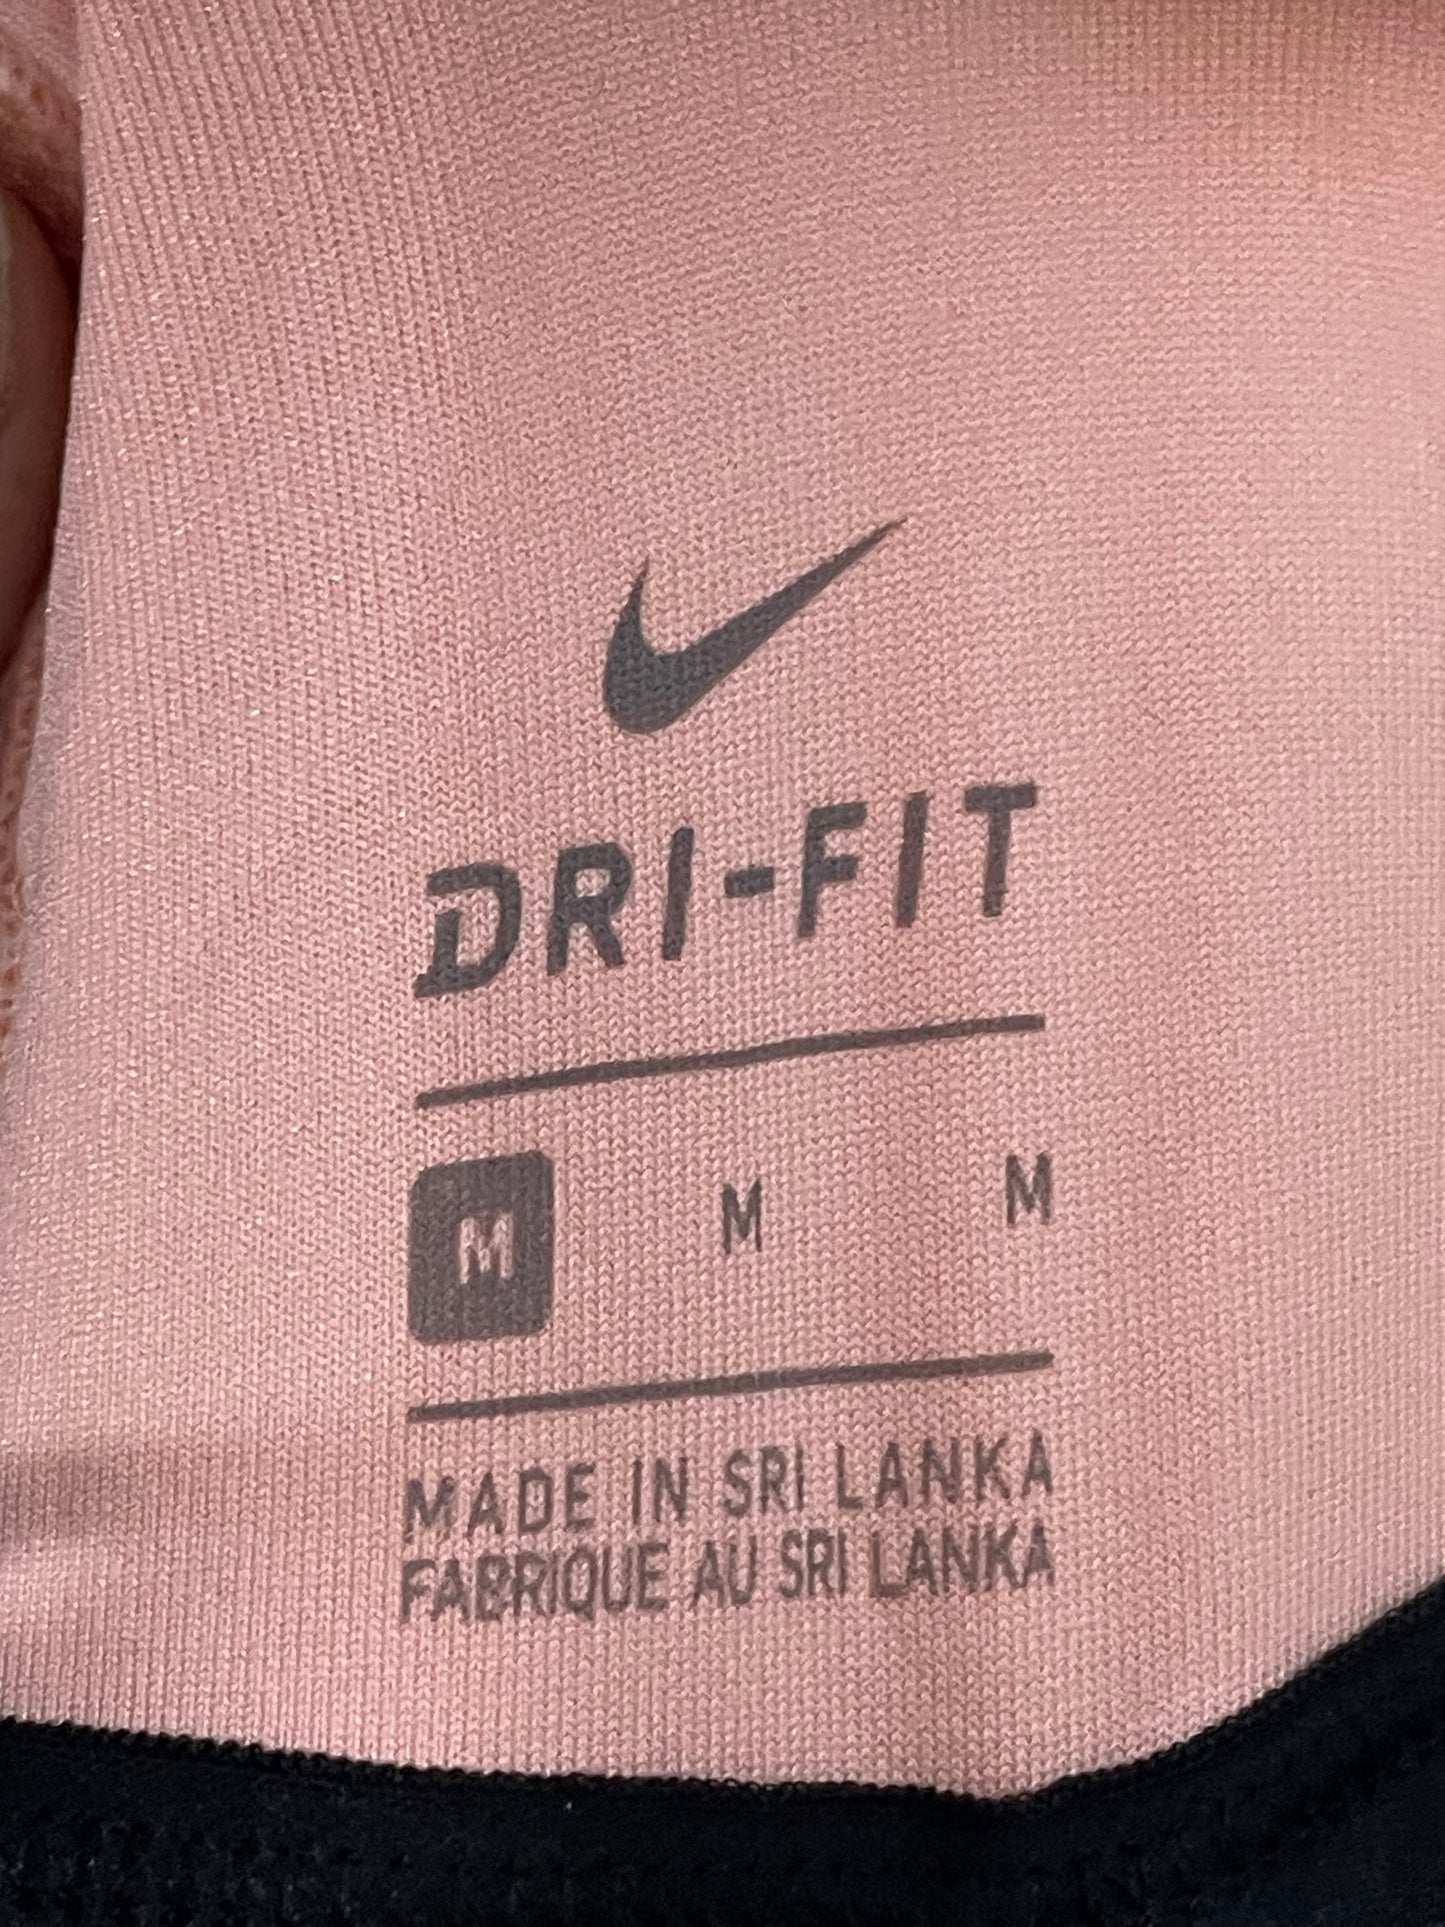 DRI-FIT
M M M
MADE IN SRI LANKA
FABRIQUE AU SRI LANKA